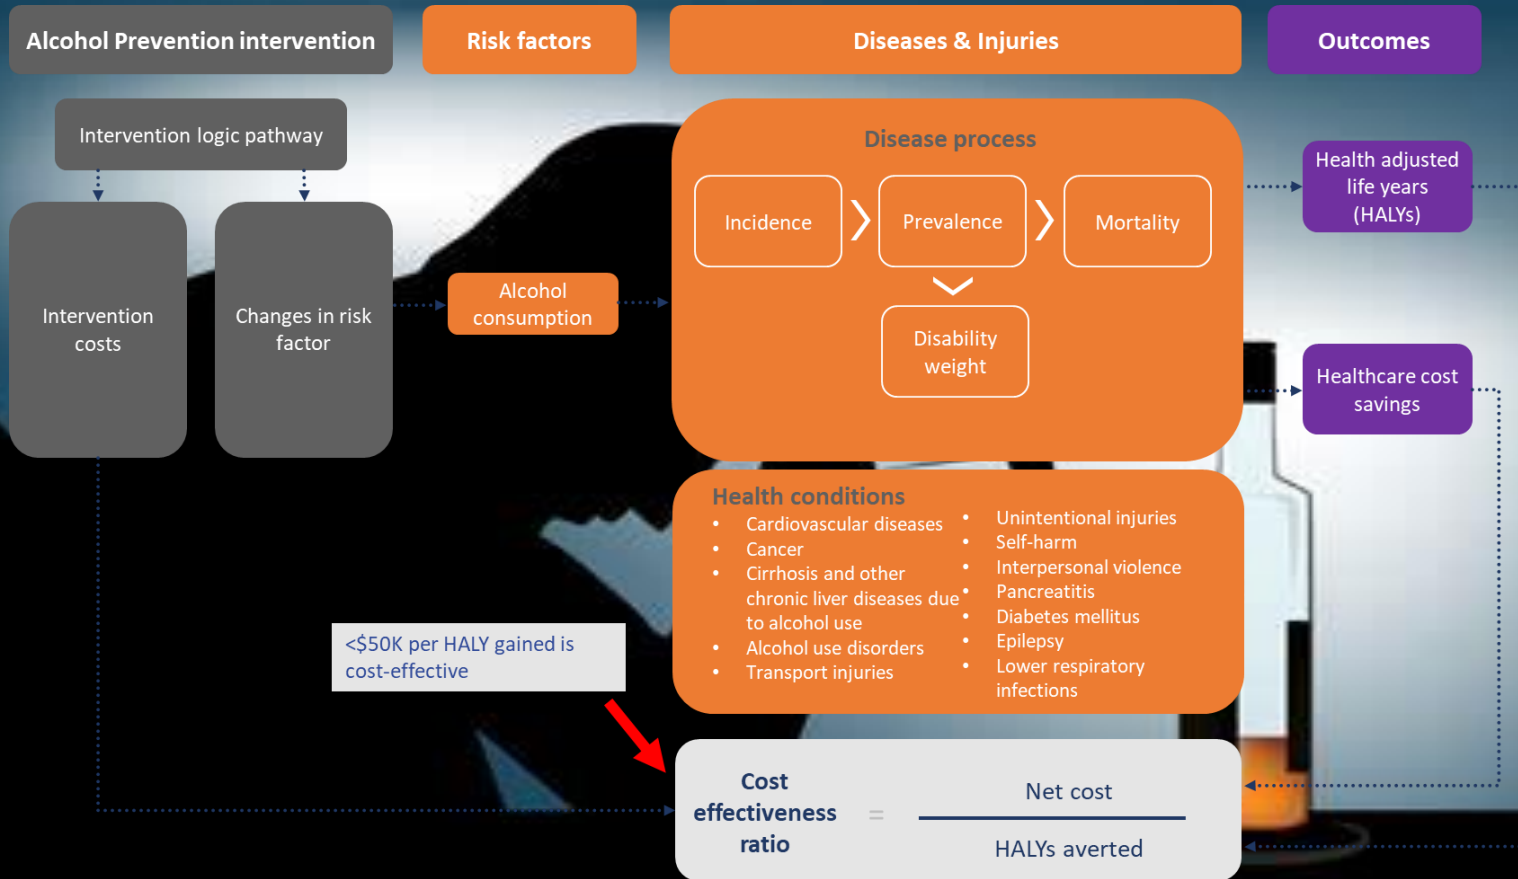 Alcohol Prevention intervention
Risk factors
Diseases & Injuries
Outcomes
Intervention logic pathway
Intervention
costs
Changes in risk
factor
Alcohol
consumption
Disease process
Incidence
Prevalence
Mortality
Disability
weight
Health adjusted
life years
(HALYs)
Healthcare cost
savings
Health conditions
• Cardiovascular diseases
• Cancer
• Cirrhosis and other
chronic liver diseases due
to alcohol use
• Alcohol use disorders
• Transport injuries
• Unintentional injuries
• Self-harm
• Interpersonal violence
• Pancreatitis
• Diabetes mellitus
• Epilepsy
• Lower respiratory
infections
<$50K per HALY gained is
cost-effective
Cost
effectiveness
ratio
=
Net cost
HALYs averted